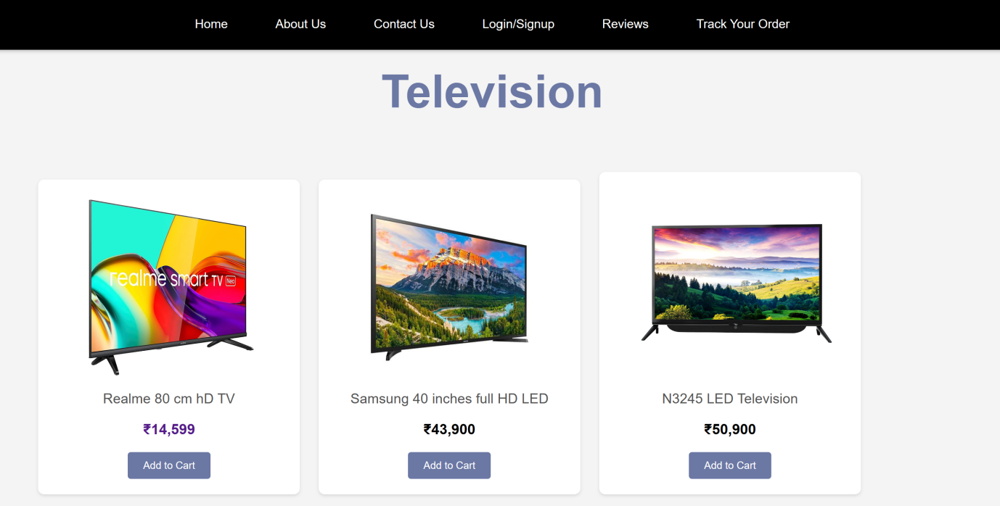 Home About Us Contact Us Login/Signup Reviews Track Your Order
Television
realme smart TV Neo
Realme 80 cm hD TV
₹14,599
Add to Cart
Samsung 40 inches full HD LED
₹43,900
Add to Cart
N3245 LED Television
₹50,900
Add to Cart